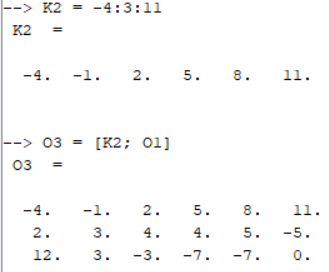 --> K2 = -4:3:11
K2  =
-4.  -1.  2.  5.  8.  11.
--> O3 = [K2; O1]
O3  =
-4.  -1.  2.  5.  8.  11.
2.  3.  4.  4.  5.  -5.
12.  3.  -3.  -7.  -7.  0.